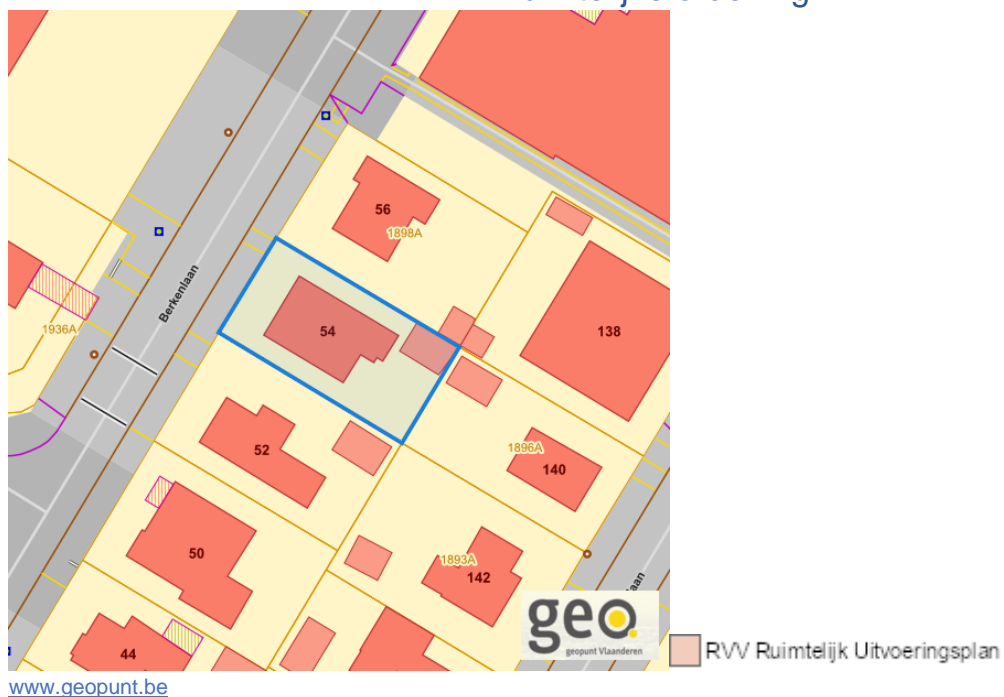 56
1898A
54
138
Berkenlaan
1936A
52
1896A
140
50
1893A
142
44
laan
geo
geopunt Vlaanderen
RVV Ruimtelijk Uitvoeringsplan
www.geopunt.be